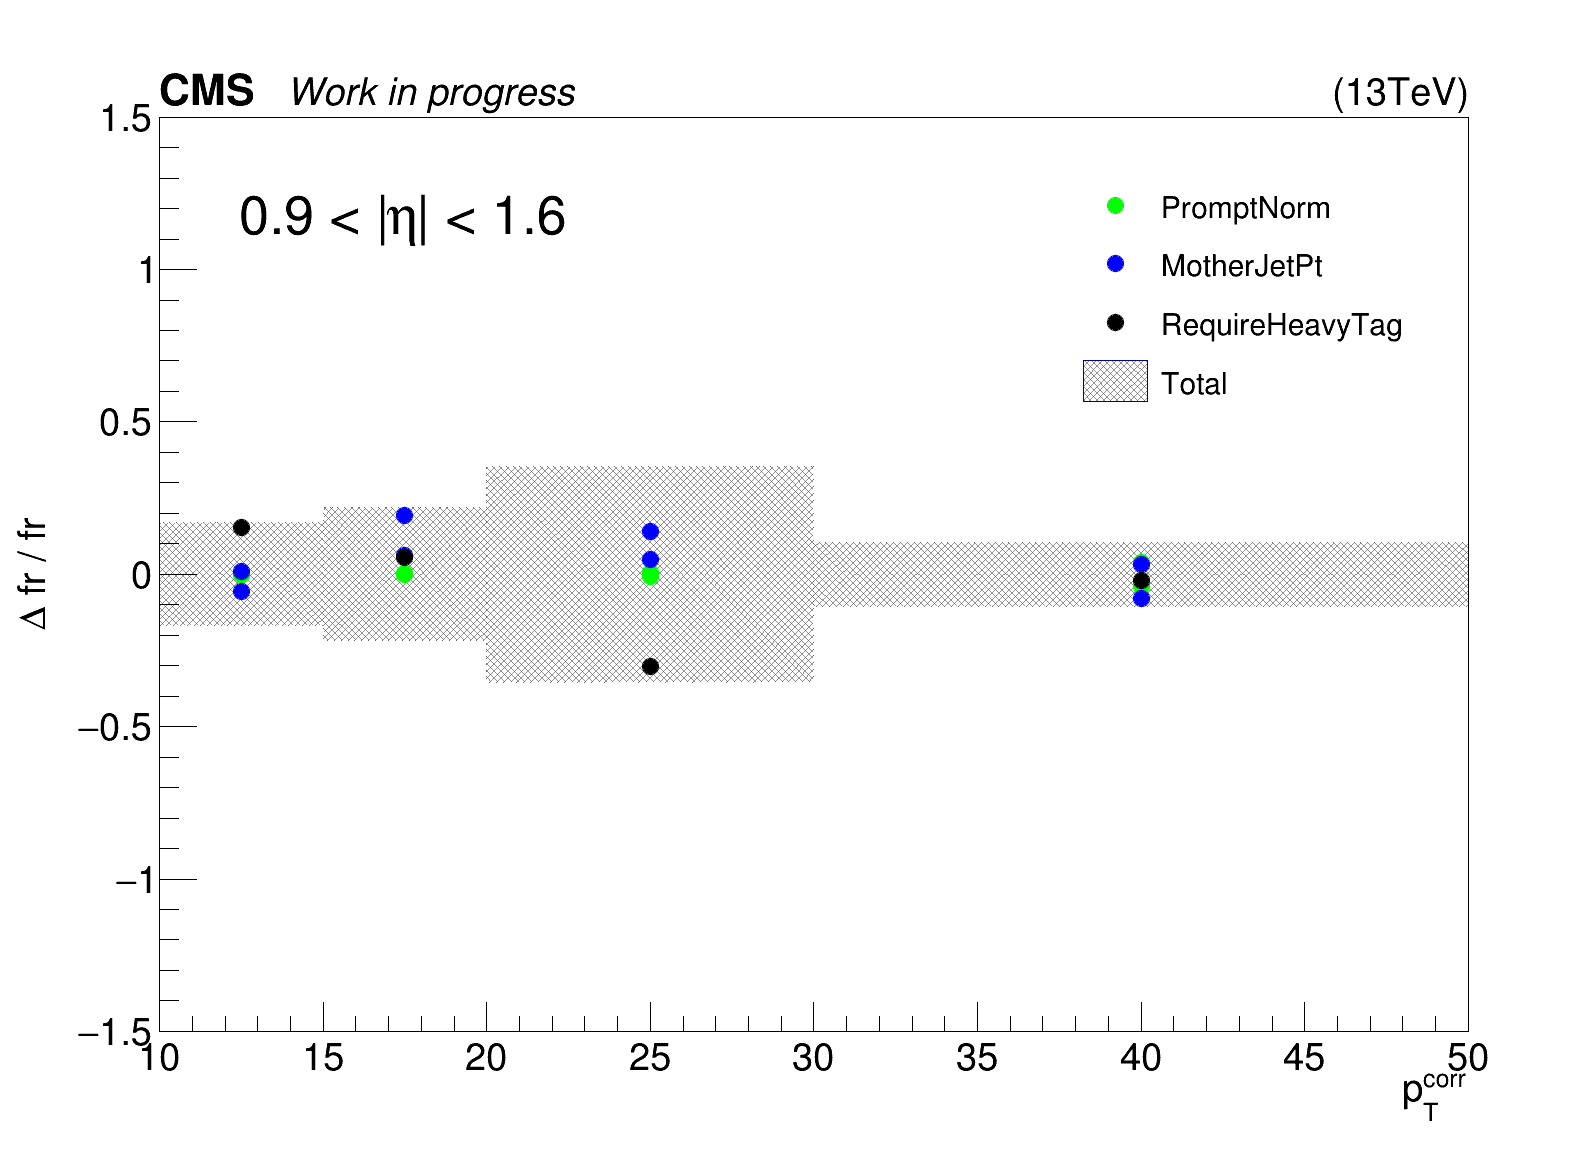 CMS Work in progress (13TeV)
0.9 < |η| < 1.6
PromptNorm
MotherJetPt
RequireHeavyTag
Total
1.5
1
0.5
0
−0.5
−1
−1.5
Δ fr / fr
10 15 20 25 30 35 40 45 50
p_T^corr